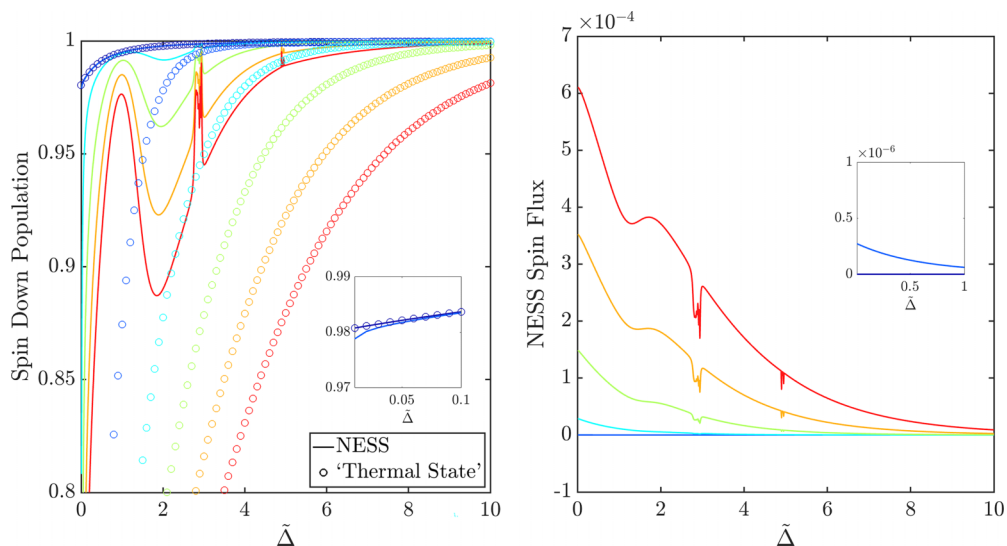 1
0.95
0.9
0.85
0.8
Spin Down Population
0 2 4 6 8 10
Δ̃
0.99
0.98
0.97
0.05 0.1
Δ̃
NESS
‘Thermal State’
×10⁻⁴
7
6
5
4
3
2
1
0
-1
NESS Spin Flux
0 2 4 6 8 10
Δ̃
×10⁻⁶
1
0.5
0
0.5 1
Δ̃